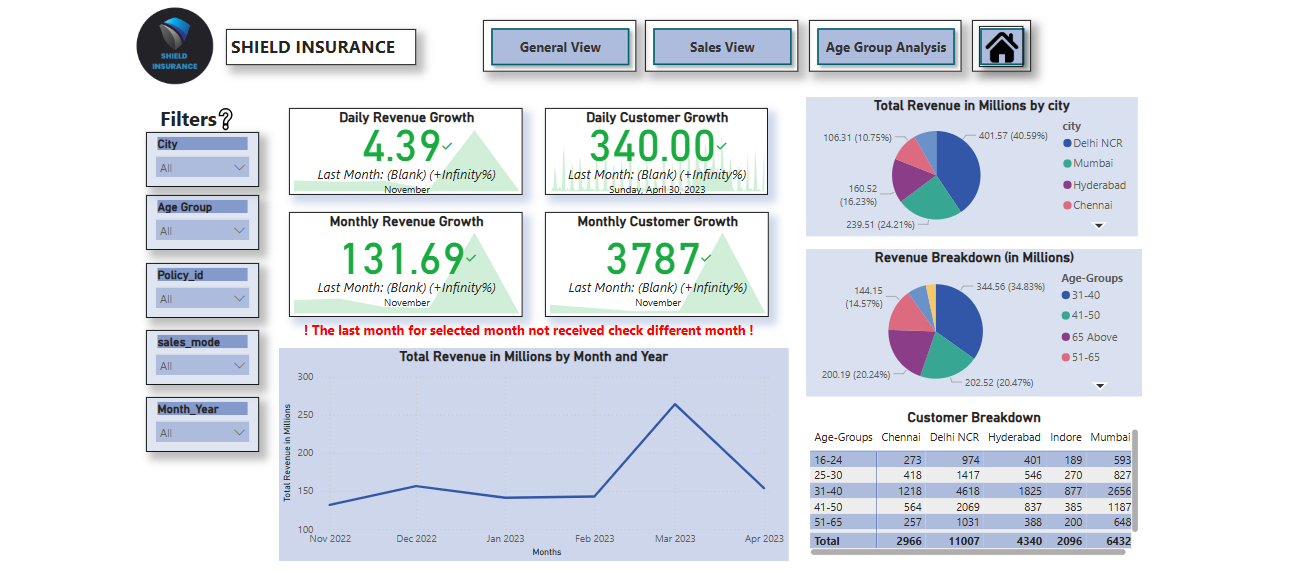 SHIELD
INSURANCE
SHIELD INSURANCE
General View
Sales View
Age Group Analysis
Filters
City
All
Age Group
All
Policy_id
All
sales_mode
All
Month_Year
All
Daily Revenue Growth
4.39
Last Month: (Blank) (+Infinity%)
November
Daily Customer Growth
340.00
Last Month: (Blank) (+Infinity%)
Sunday, April 30, 2023
Monthly Revenue Growth
131.69
Last Month: (Blank) (+Infinity%)
November
Monthly Customer Growth
3787
Last Month: (Blank) (+Infinity%)
November
! The last month for selected month not received check different month !
Total Revenue in Millions by Month and Year
Total Revenue in Millions
300
250
200
150
100
Nov 2022 Dec 2022 Jan 2023 Feb 2023 Mar 2023 Apr 2023
Months
Total Revenue in Millions by city
106.31 (10.75%)
401.57 (40.59%)
160.52
(16.23%)
239.51 (24.21%)
city
Delhi NCR
Mumbai
Hyderabad
Chennai
Revenue Breakdown (in Millions)
144.15
(14.57%)
344.56 (34.83%)
200.19 (20.24%)
202.52 (20.47%)
Age-Groups
31-40
41-50
65 Above
51-65
Customer Breakdown
Age-Groups Chennai Delhi NCR Hyderabad Indore Mumbai
16-24 273 974 401 189 593
25-30 418 1417 546 270 827
31-40 1218 4618 1825 877 2656
41-50 564 2069 837 385 1187
51-65 257 1031 388 200 648
Total 2966 11007 4340 2096 6432